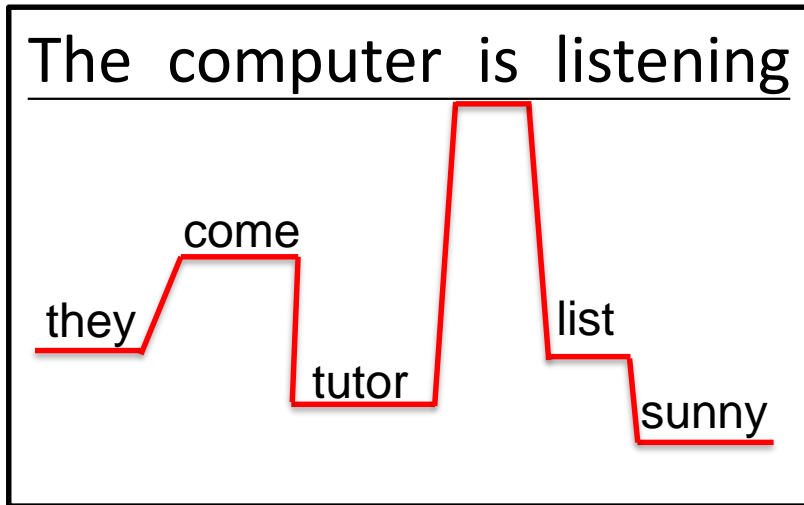 The computer is listening
come
they
list
tutor
sunny